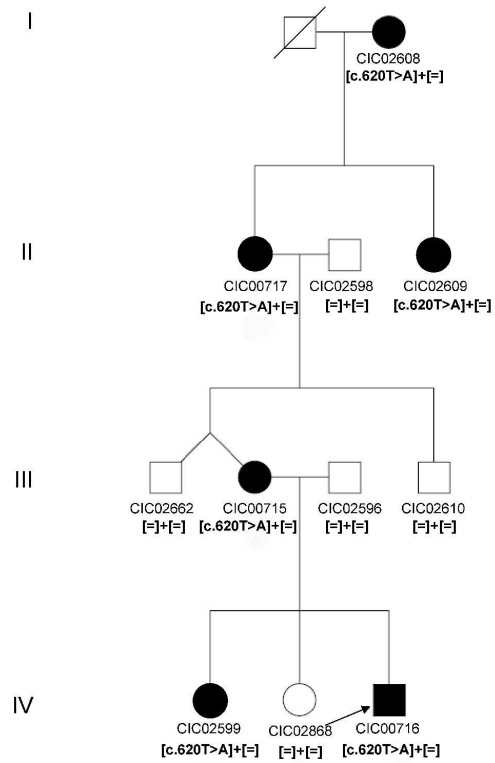 I
CIC02608
[c.620T>A]+[=]
II
CIC00717 CIC02598 CIC02609
[c.620T>A]+[=] [=]+[=] [c.620T>A]+[=]
III
CIC02662 CIC00715 CIC02596 CIC02610
[=]+[=] [c.620T>A]+[=] [=]+[=] [=]+[=]
IV
CIC02599 CIC02868 CIC00716
[c.620T>A]+[=] [=]+[=] [c.620T>A]+[=]